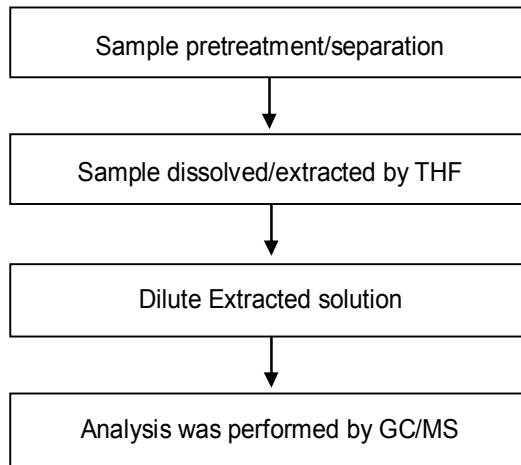 Sample pretreatment/separation
Sample dissolved/extracted by THF
Dilute Extracted solution
Analysis was performed by GC/MS